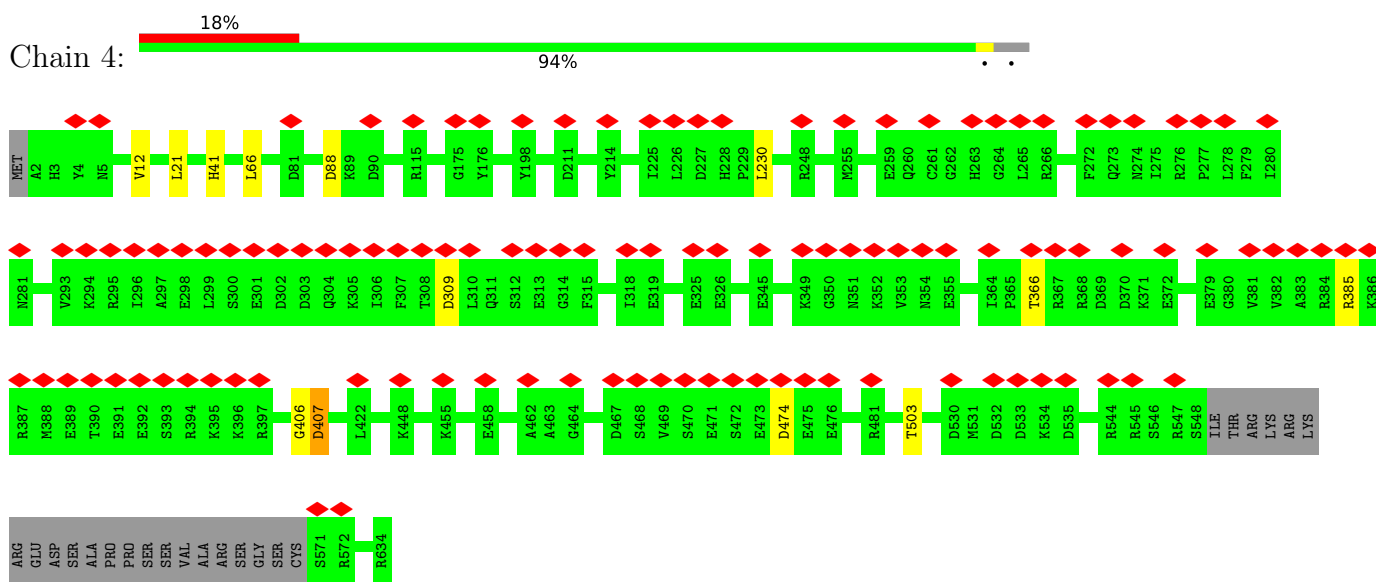 18%
Chain 4:
94%
. .
MET A2 H3 Y4 N5 V12 L21 H41 L66 D81 D88 K89 D90 R115 G175 Y176 Y198 D211 Y214 I225 L226 D227 H228 P229 L230 R248 M255 E259 Q260 C261 G262 H263 G264 L265 R266 F272 Q273 N274 I275 R276 P277 L278 F279 I280
N281 V293 K294 R295 I296 A297 E298 L299 S300 E301 D302 D303 Q304 K305 I306 F307 T308 D309 L310 Q311 S312 E313 G314 F315 I318 E319 E325 E326 E345 K349 G350 N351 K352 V353 N354 E355 I364 P365 T366 R367 R368 D369 D370 K371 E372 E379 G380 V381 V382 A383 R384 R385 K386
R387 M388 E389 T390 E391 E392 S393 R394 K395 K396 R397 G406 D407 L422 K448 K455 E458 A462 A463 G464 D467 S468 V469 S470 E471 S472 E473 D474 E475 E476 R481 T503 D530 M531 D532 D533 K534 D535 R544 R545 S546 R547 S548 ILE THR ARG LYS ARG LYS
ARG GLU ASP SER ALA PRO PRO SER SER VAL ALA ARG SER GLY SER CYS S571 R572 R634